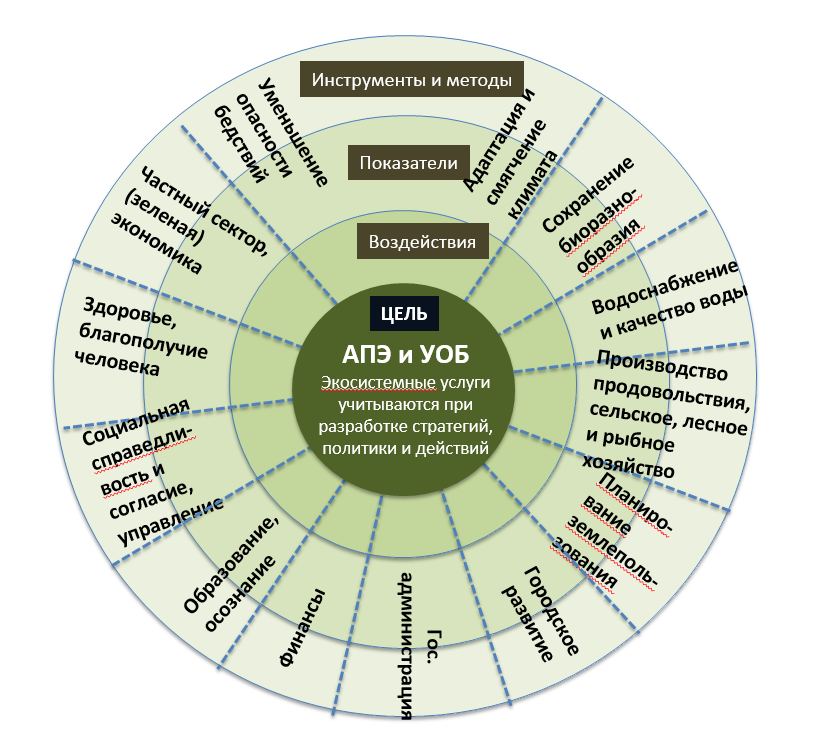 Инструменты и методы
Показатели
Воздействия
ЦЕЛЬ
АПЭ и УОБ
Экосистемные услуги
учитываются при
разработке стратегий,
политики и действий
Уменьшение
опасности
бедствий
Адаптация и
смягчение
климата
Сохранение
биоразно-
образия
Водоснабжение
и качество воды
Производство
продовольствия,
сельское, лесное
и рыбное
хозяйство
Планиро-
вание
землеполь-
зования
Городское
развитие
Гос.
администрация
Финансы
Образование,
осознание
Социальная
справедли-
вость и
согласие,
управление
Здоровье,
благополучие
человека
Частный сектор,
(зеленая)
экономика